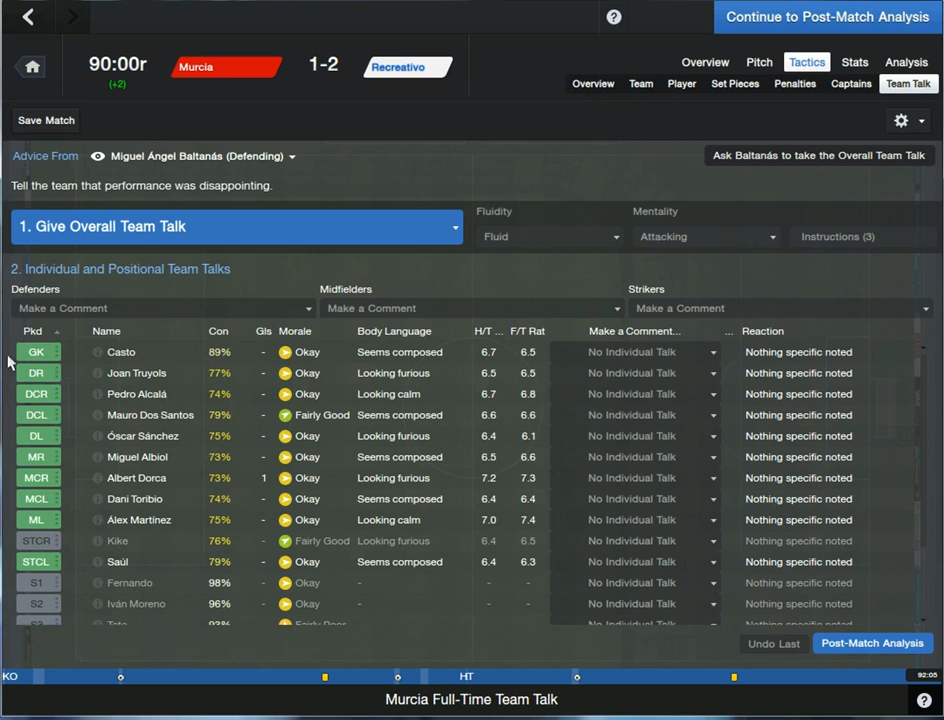 ? Continue to Post-Match Analysis
90:00r Murcia 1-2 Recreativo Overview Pitch Tactics Stats Analysis
(+2) Overview Team Player Set Pieces Penalties Captains Team Talk
Save Match
Advice From Miguel Ángel Baltanás (Defending) Ask Baltanás to take the Overall Team Talk
Tell the team that performance was disappointing.
Fluidity Mentality
1. Give Overall Team Talk Fluid Attacking Instructions (3)
2. Individual and Positional Team Talks
Defenders Midfielders Strikers
Make a Comment Make a Comment Make a Comment
Pkd Name Con Gls Morale Body Language H/T ... F/T Rat Make a Comment... ... Reaction
GK Casto 89% - Okay Seems composed 6.7 6.5 No Individual Talk Nothing specific noted
DR Joan Truyols 77% - Okay Looking furious 6.5 6.5 No Individual Talk Nothing specific noted
DCR Pedro Alcalá 74% - Okay Looking calm 6.7 6.8 No Individual Talk Nothing specific noted
DCL Mauro Dos Santos 79% - Fairly Good Seems composed 6.6 6.6 No Individual Talk Nothing specific noted
DL Óscar Sánchez 75% - Okay Looking furious 6.4 6.1 No Individual Talk Nothing specific noted
MR Miguel Albiol 73% - Okay Seems composed 6.5 6.6 No Individual Talk Nothing specific noted
MCR Albert Dorca 73% 1 Okay Looking furious 7.2 7.3 No Individual Talk Nothing specific noted
MCL Dani Toribio 74% - Okay Seems composed 6.4 6.4 No Individual Talk Nothing specific noted
ML Álex Martínez 75% - Okay Looking calm 7.0 7.4 No Individual Talk Nothing specific noted
STCR Kike 76% - Fairly Good Looking furious 6.4 6.5 No Individual Talk Nothing specific noted
STCL Saúl 79% - Okay Seems composed 6.4 6.3 No Individual Talk Nothing specific noted
S1 Fernando 98% - Okay - - - No Individual Talk Nothing specific noted
S2 Iván Moreno 96% - Okay - - - No Individual Talk Nothing specific noted
S3 Tete 93% Fairly Poor No Individual Talk Nothing specific noted
Undo Last Post-Match Analysis
KO HT 92:05
Murcia Full-Time Team Talk ?